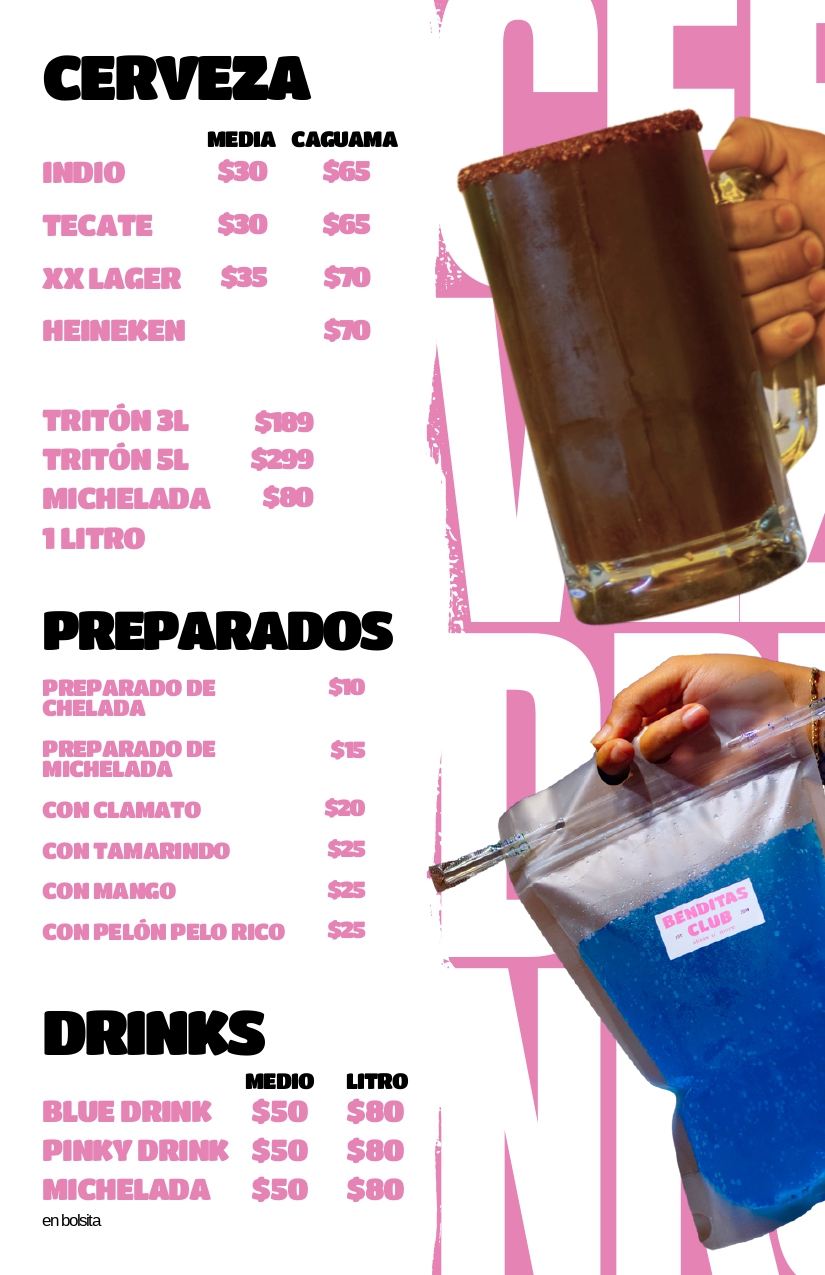 CERVEZA
MEDIA CAGUAMA
INDIO $30 $65
TECATE $30 $65
XX LAGER $35 $70
HEINEKEN $70
TRITÓN 3L $189
TRITÓN 5L $299
MICHELADA $80
1 LITRO
PREPARADOS
PREPARADO DE $10
CHELADA
PREPARADO DE $15
MICHELADA
CON CLAMATO $20
CON TAMARINDO $25
CON MANGO $25
CON PELÓN PELO RICO $25
DRINKS
MEDIO LITRO
BLUE DRINK $50 $80
PINKY DRINK $50 $80
MICHELADA $50 $80
en bolsita
BENDITAS
CLUB